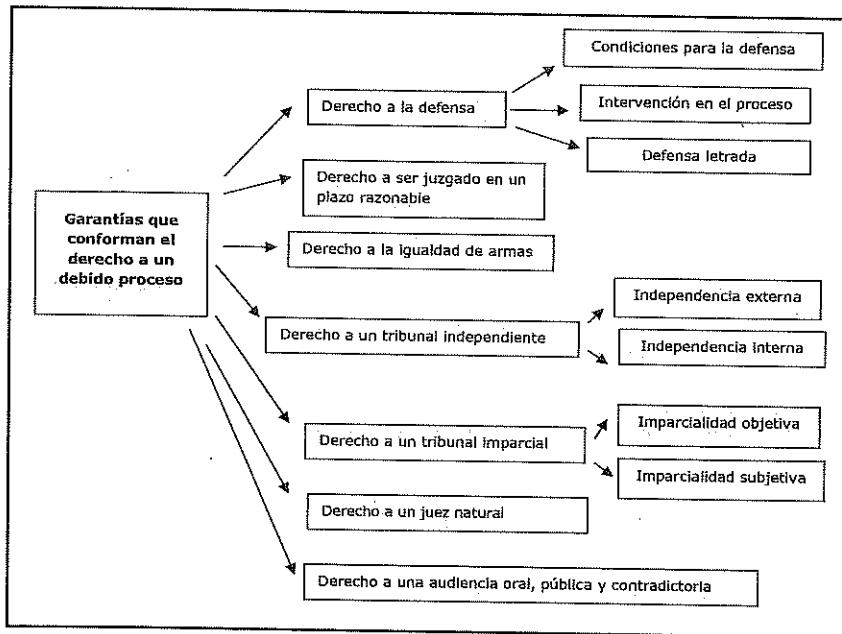 Condiciones para la defensa
Derecho a la defensa
Intervención en el proceso
Defensa letrada
Derecho a ser juzgado en un
plazo razonable
Garantías que
conforman el
derecho a un
debido proceso
Derecho a la igualdad de armas
Independencia externa
Derecho a un tribunal independiente
Independencia interna
Imparcialidad objetiva
Derecho a un tribunal imparcial
Imparcialidad subjetiva
Derecho a un juez natural
Derecho a una audiencia oral, pública y contradictoria